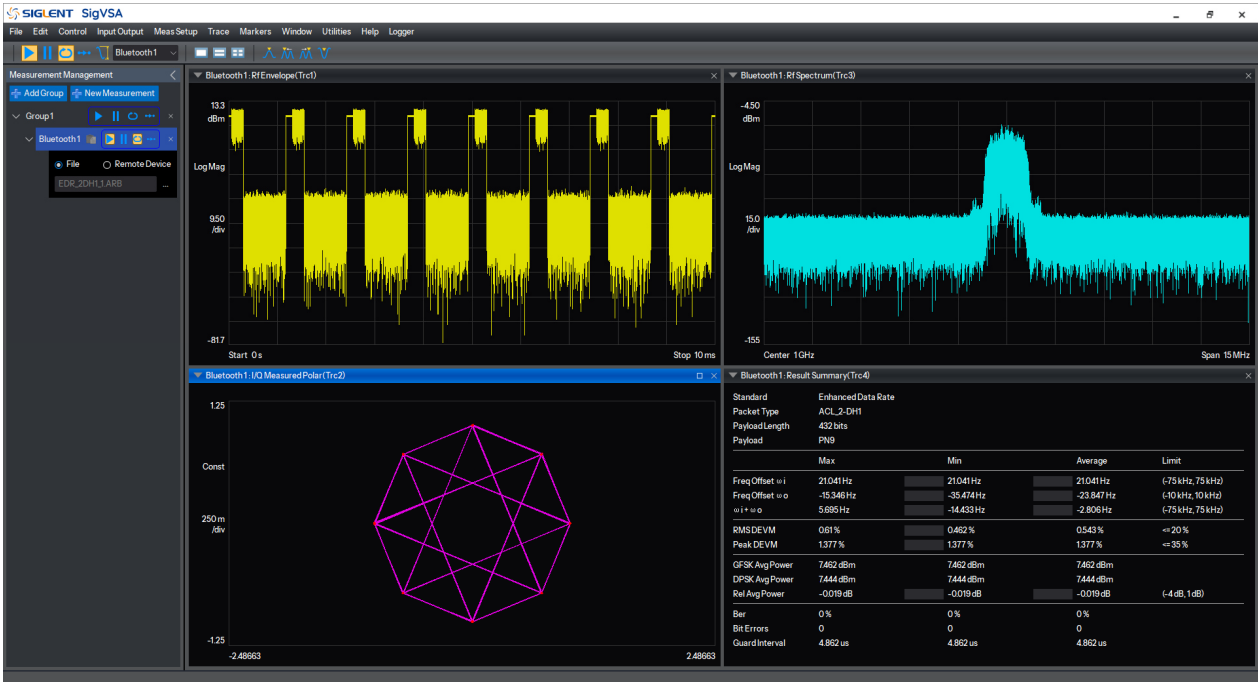 SIGLENT SigVSA
File Edit Control Input Output Meas Setup Trace Markers Window Utilities Help Logger
Bluetooth1
Measurement Management
Add Group New Measurement
Group1
Bluetooth1
File Remote Device
EDR_2DH1_1.ARB ...
Bluetooth1: Rf Envelope(Trc1)
13.3
dBm
Log Mag
9.50
/div
-81.7
Start 0 s Stop 10 ms
Bluetooth1: Rf Spectrum(Trc3)
-4.50
dBm
Log Mag
15.0
/div
-155
Center 1 GHz Span 15 MHz
Bluetooth1: I/Q Measured Polar(Trc2)
1.25
Const
250 m
/div
-1.25
-2.48663 2.48663
Bluetooth1: Result Summary(Trc4)
Standard Enhanced Data Rate
Packet Type ACL_2-DH1
Payload Length 432 bits
Payload PN9
Max Min Average Limit
Freq Offset ω i 21.041 Hz 21.041 Hz 21.041 Hz (-75 kHz, 75 kHz)
Freq Offset ω o -15.346 Hz -35.474 Hz -23.847 Hz (-10 kHz, 10 kHz)
ω i + ω o 5.695 Hz -14.433 Hz -2.806 Hz (-75 kHz, 75 kHz)
RMS DEVM 0.61 % 0.462 % 0.543 % <= 20 %
Peak DEVM 1.377 % 1.377 % 1.377 % <= 35 %
GFSK Avg Power 7.462 dBm 7.462 dBm 7.462 dBm
DPSK Avg Power 7.444 dBm 7.444 dBm 7.444 dBm
Rel Avg Power -0.019 dB -0.019 dB -0.019 dB (-4 dB, 1 dB)
Ber 0 % 0 % 0 %
Bit Errors 0 0 0
Guard Interval 4.862 us 4.862 us 4.862 us